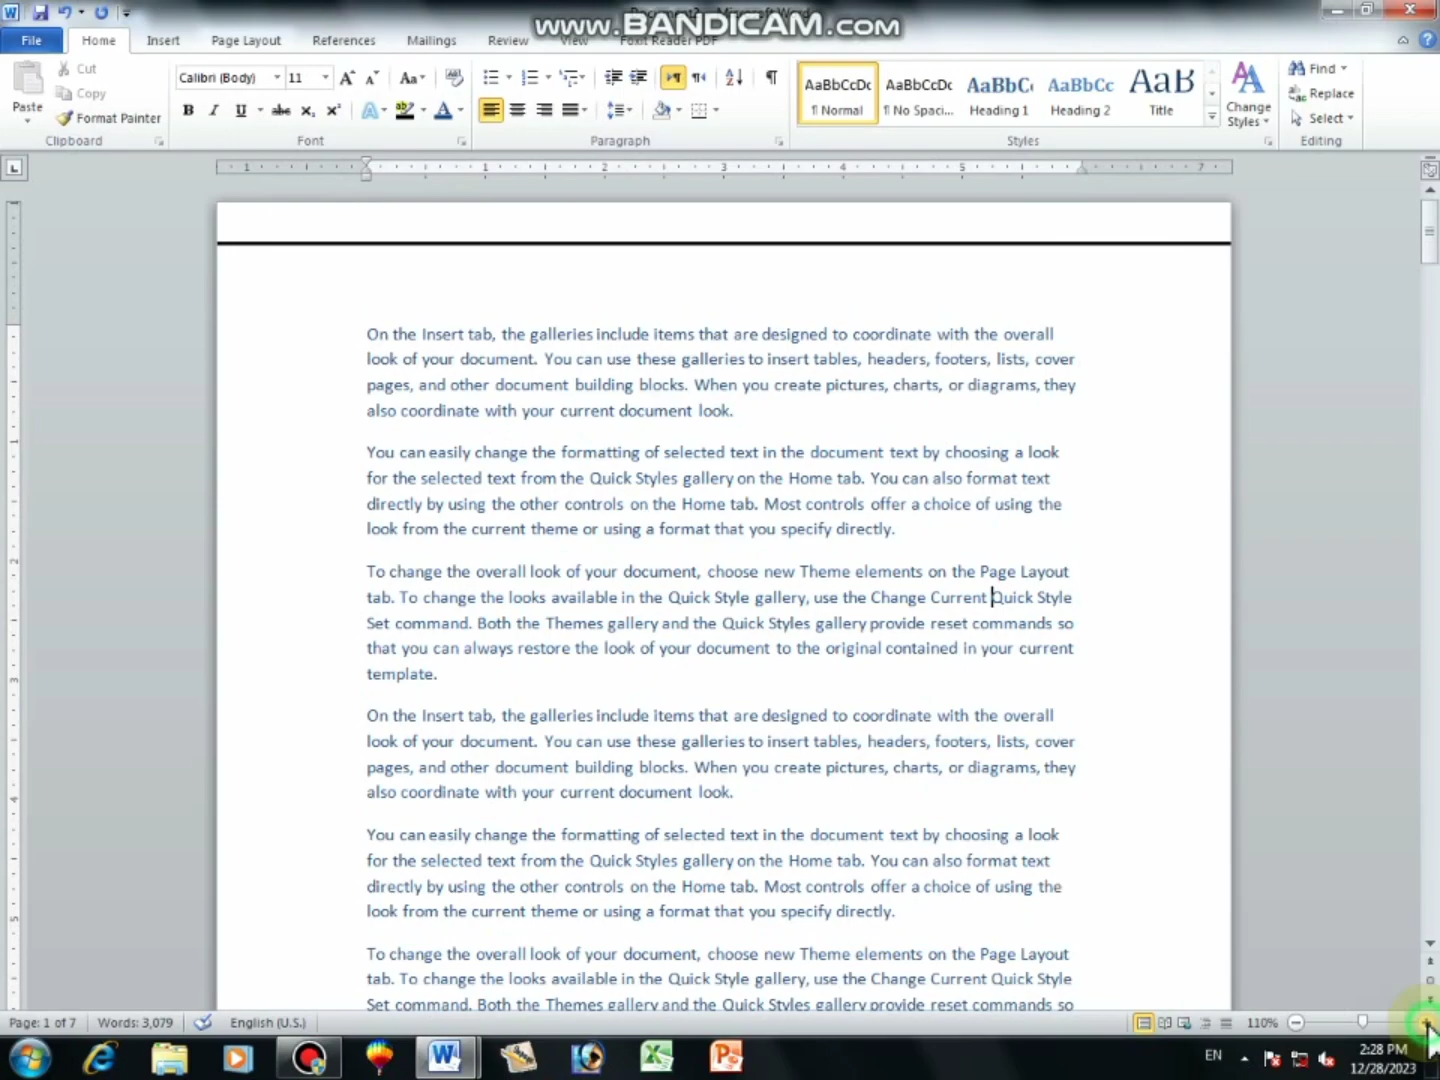 www.BANDICAM.com
File Home Insert Page Layout References Mailings Review View Foxit Reader PDF
Paste
Cut
Copy
Format Painter
Clipboard
Calibri (Body) 11
Font
Paragraph
AaBbCcDc AaBbCcDc AaBbC AaBbCc AaB
¶ Normal ¶ No Spaci... Heading 1 Heading 2 Title
Change
Styles
Styles
Find
Replace
Select
Editing
1 1 2 3 4 5 7
On the Insert tab, the galleries include items that are designed to coordinate with the overall
look of your document. You can use these galleries to insert tables, headers, footers, lists, cover
pages, and other document building blocks. When you create pictures, charts, or diagrams, they
also coordinate with your current document look.
You can easily change the formatting of selected text in the document text by choosing a look
for the selected text from the Quick Styles gallery on the Home tab. You can also format text
directly by using the other controls on the Home tab. Most controls offer a choice of using the
look from the current theme or using a format that you specify directly.
To change the overall look of your document, choose new Theme elements on the Page Layout
tab. To change the looks available in the Quick Style gallery, use the Change Current Quick Style
Set command. Both the Themes gallery and the Quick Styles gallery provide reset commands so
that you can always restore the look of your document to the original contained in your current
template.
On the Insert tab, the galleries include items that are designed to coordinate with the overall
look of your document. You can use these galleries to insert tables, headers, footers, lists, cover
pages, and other document building blocks. When you create pictures, charts, or diagrams, they
also coordinate with your current document look.
You can easily change the formatting of selected text in the document text by choosing a look
for the selected text from the Quick Styles gallery on the Home tab. You can also format text
directly by using the other controls on the Home tab. Most controls offer a choice of using the
look from the current theme or using a format that you specify directly.
To change the overall look of your document, choose new Theme elements on the Page Layout
tab. To change the looks available in the Quick Style gallery, use the Change Current Quick Style
Set command. Both the Themes gallery and the Quick Styles gallery provide reset commands so
Page: 1 of 7 Words: 3,079 English (U.S.) 110%
EN 2:28 PM
12/28/2023